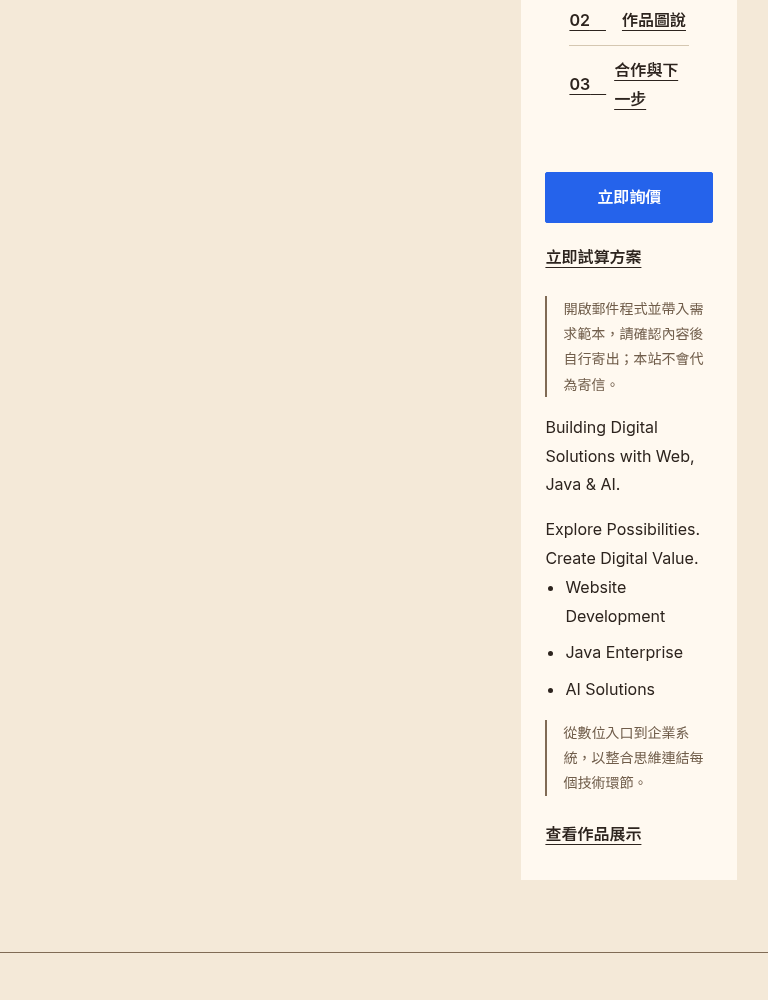 02 作品圖說
03 合作與下
一步
立即詢價
立即試算方案
開啟郵件程式並帶入需
求範本，請確認內容後
自行寄出；本站不會代
為寄信。
Building Digital
Solutions with Web,
Java & AI.
Explore Possibilities.
Create Digital Value.
• Website
Development
• Java Enterprise
• AI Solutions
從數位入口到企業系
統，以整合思維連結每
個技術環節。
查看作品展示